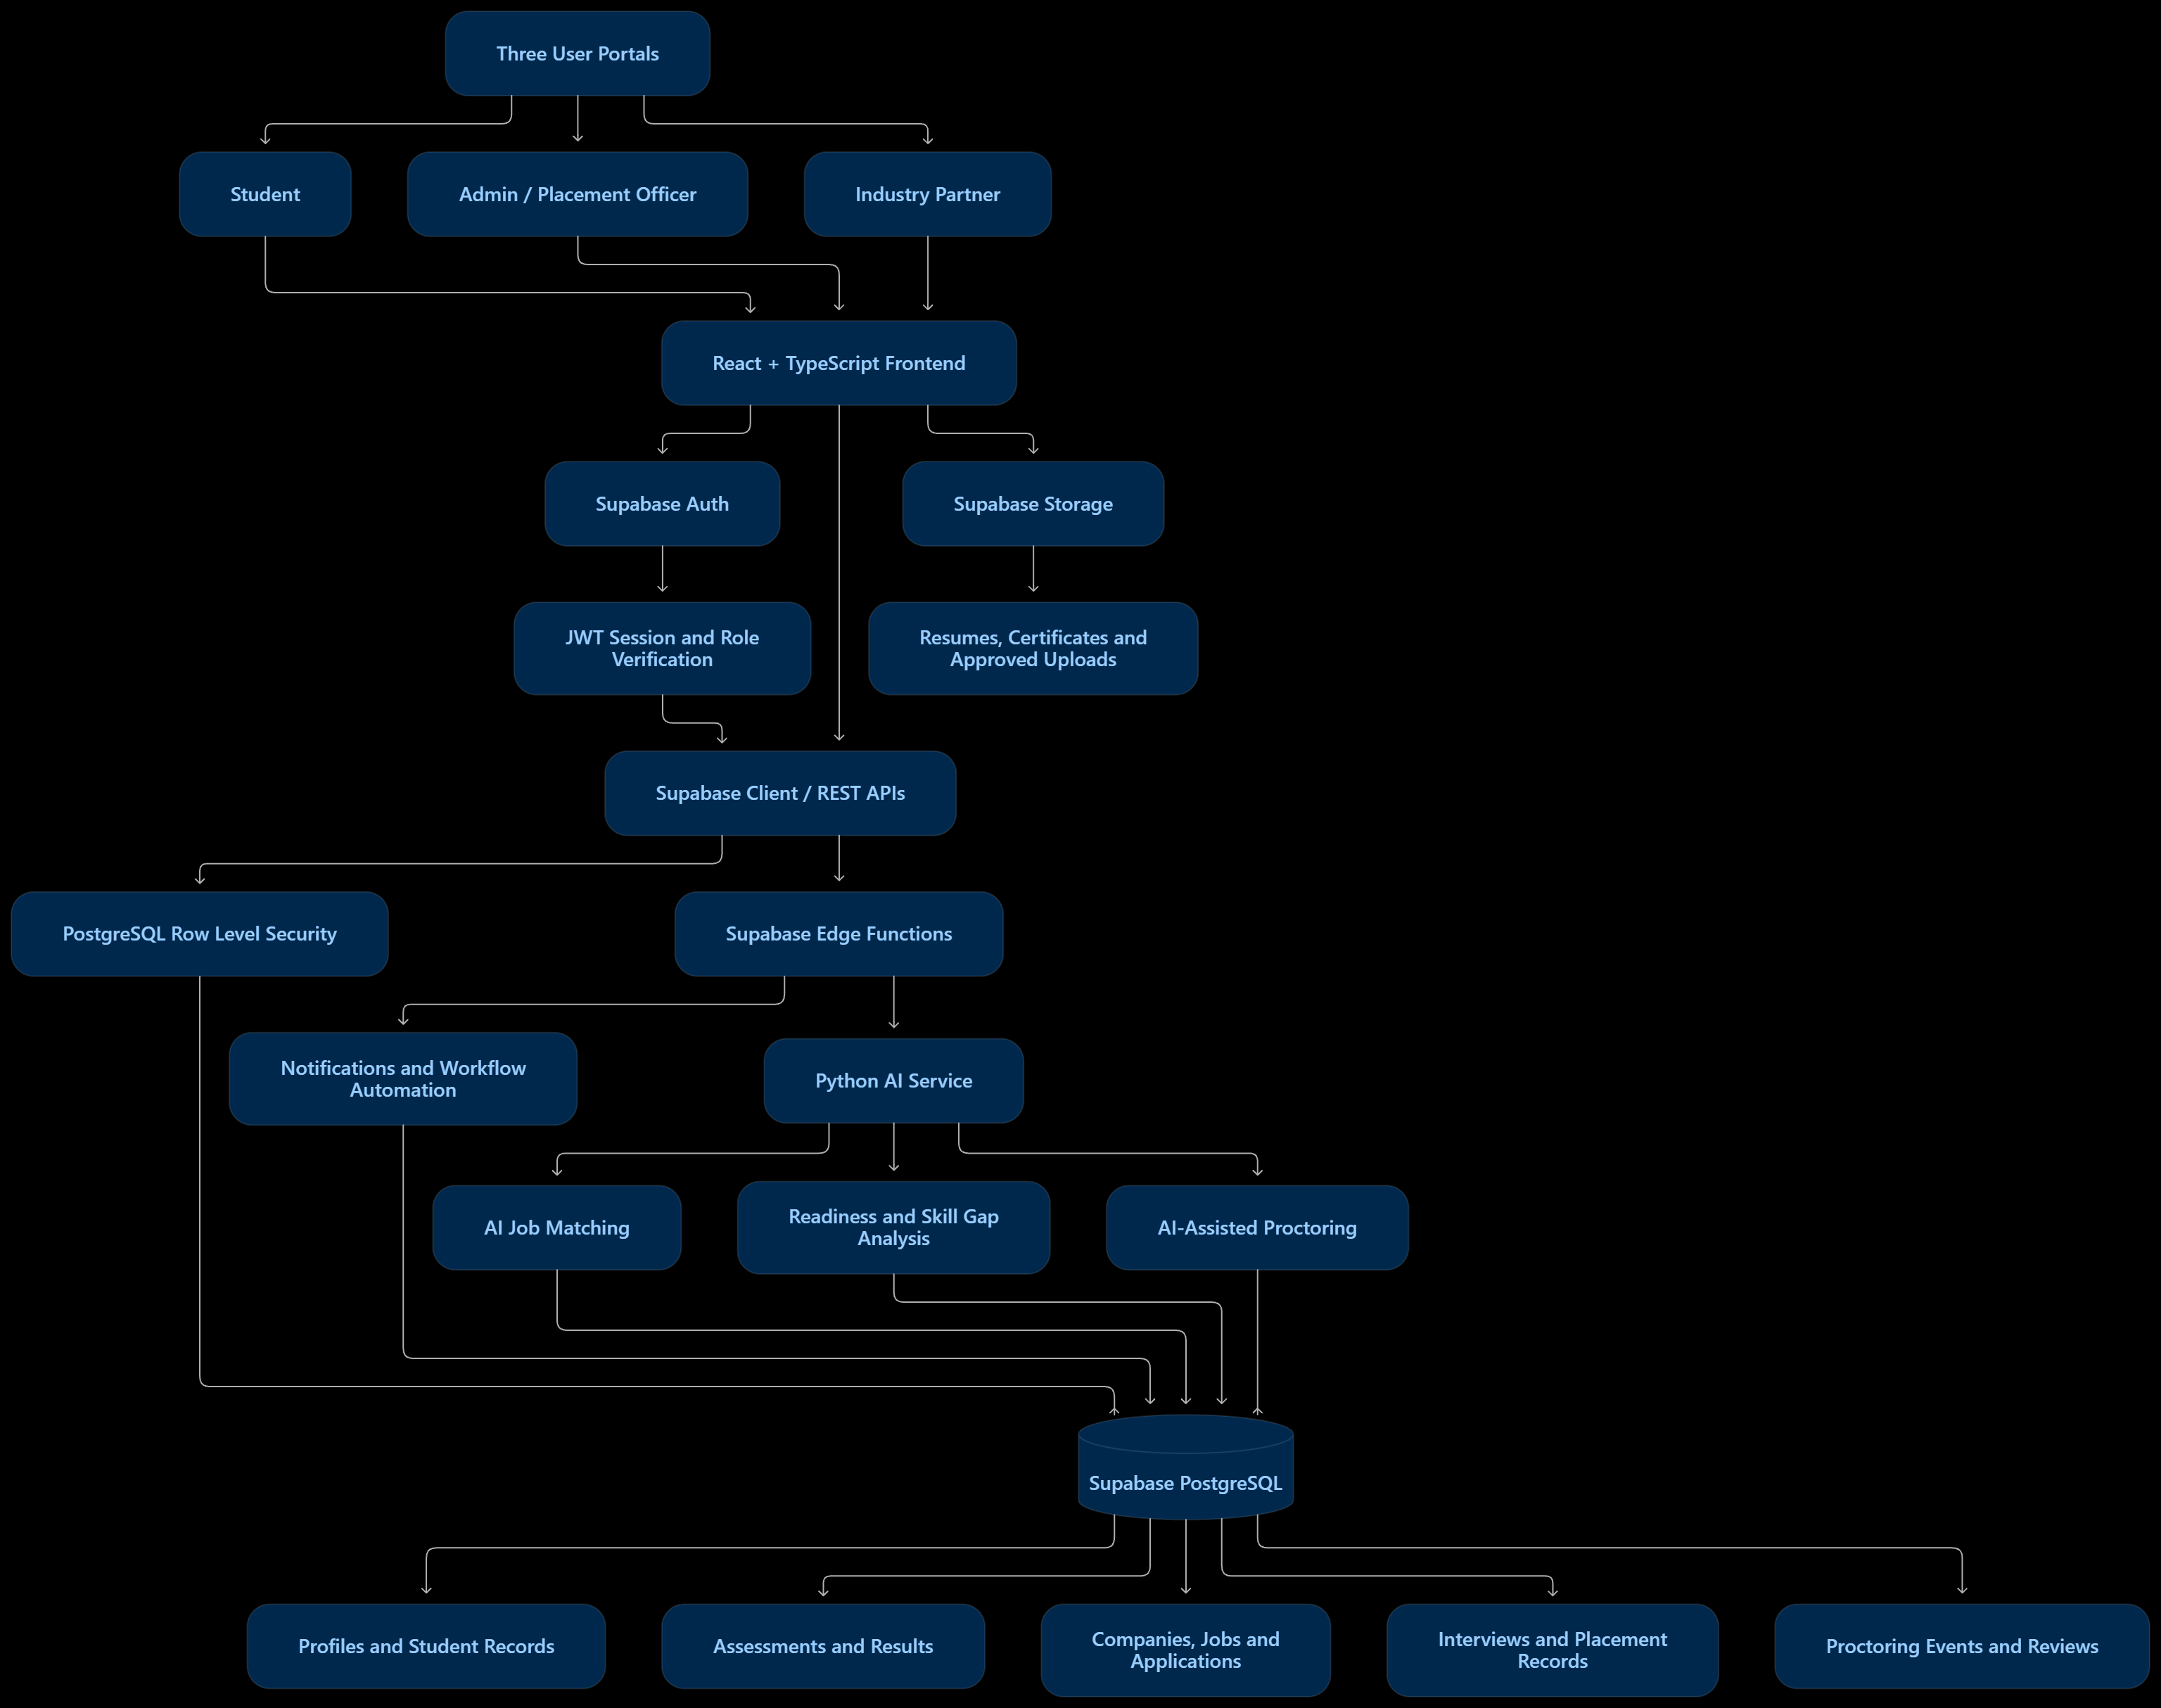 Three User Portals
Student
Admin / Placement Officer
Industry Partner
React + TypeScript Frontend
Supabase Auth
Supabase Storage
JWT Session and Role
Verification
Resumes, Certificates and
Approved Uploads
Supabase Client / REST APIs
PostgreSQL Row Level Security
Supabase Edge Functions
Notifications and Workflow
Automation
Python AI Service
AI Job Matching
Readiness and Skill Gap
Analysis
AI-Assisted Proctoring
Supabase PostgreSQL
Profiles and Student Records
Assessments and Results
Companies, Jobs and
Applications
Interviews and Placement
Records
Proctoring Events and Reviews